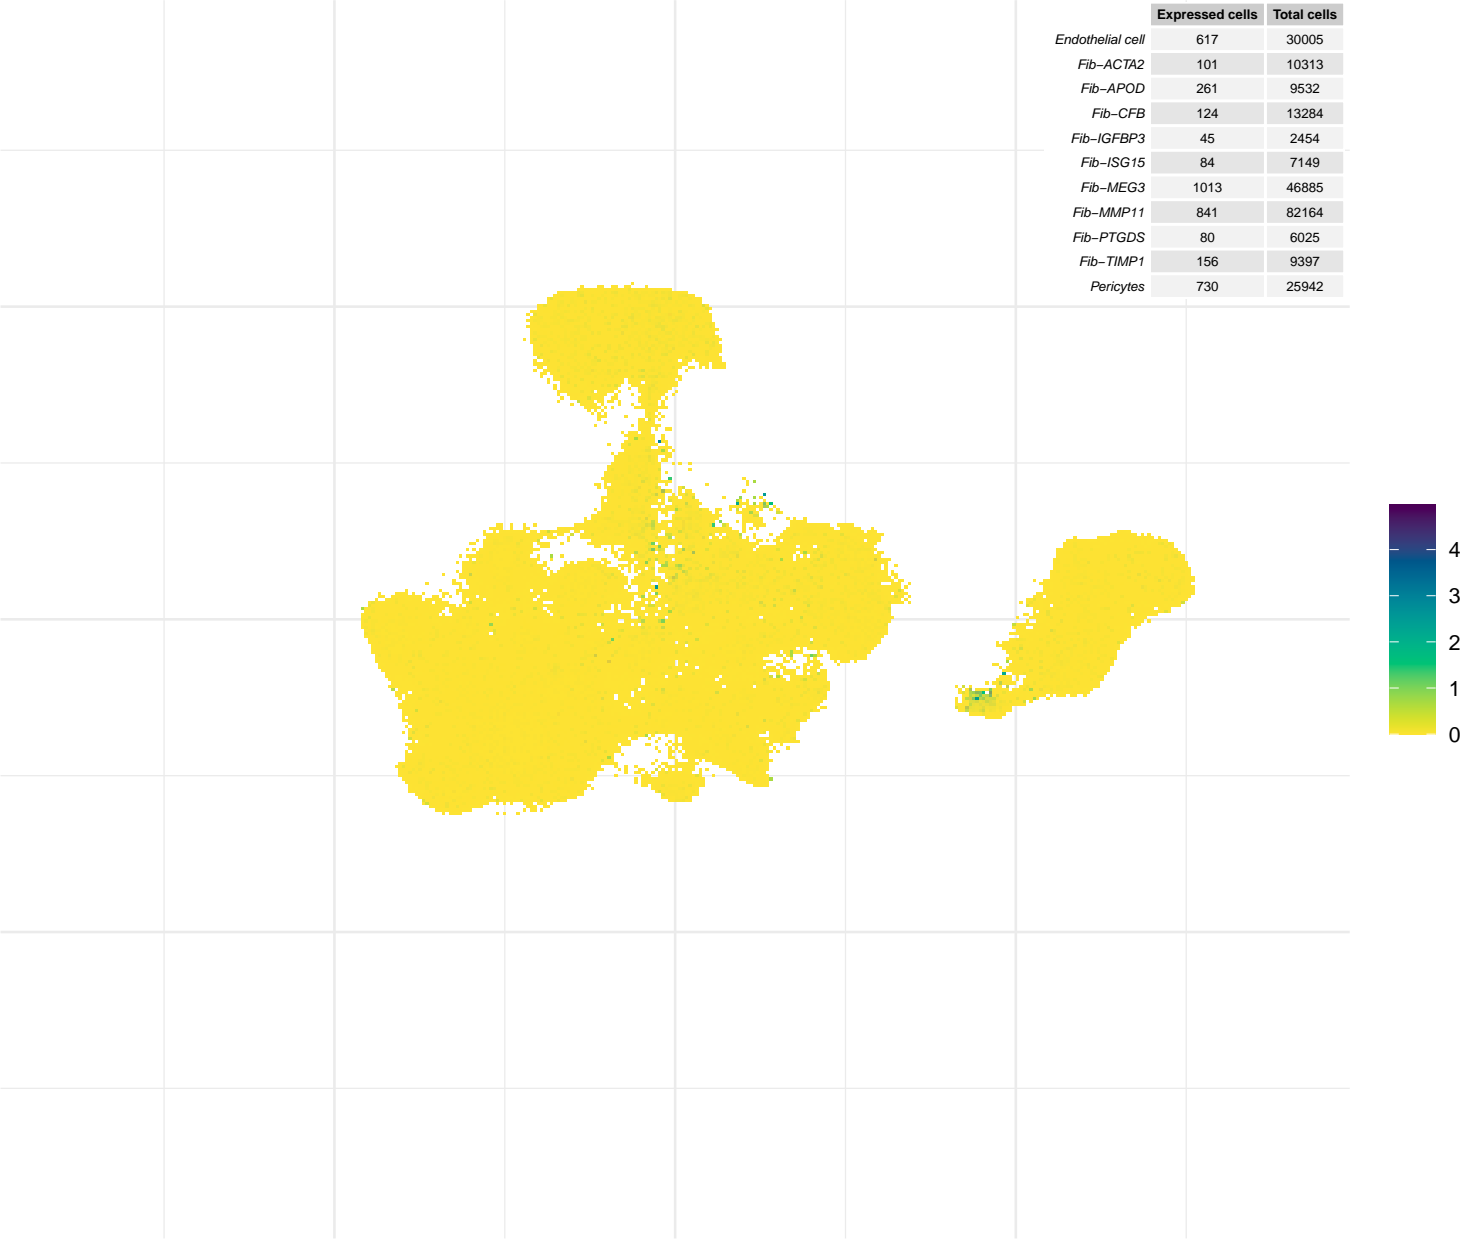 Expressed cells Total cells
Endothelial cell 617 30005
Fib−ACTA2 101 10313
Fib−APOD 261 9532
Fib−CFB 124 13284
Fib−IGFBP3 45 2454
Fib−ISG15 84 7149
Fib−MEG3 1013 46885
Fib−MMP11 841 82164
Fib−PTGDS 80 6025
Fib−TIMP1 156 9397
Pericytes 730 25942
4
3
2
1
0